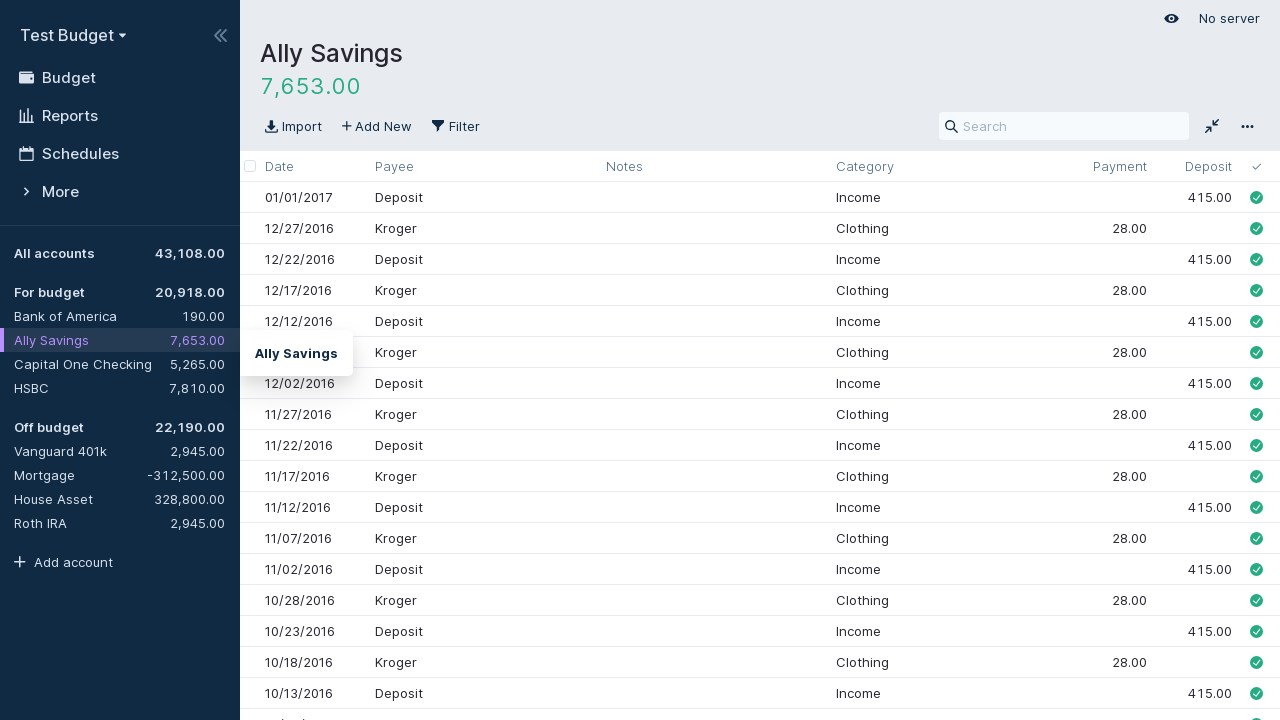 Test Budget
Budget
Reports
Schedules
More
All accounts 43,108.00
For budget 20,918.00
Bank of America 190.00
Ally Savings 7,653.00
Capital One Checking 5,265.00
HSBC 7,810.00
Off budget 22,190.00
Vanguard 401k 2,945.00
Mortgage -312,500.00
House Asset 328,800.00
Roth IRA 2,945.00
Add account
No server
Ally Savings
7,653.00
Import Add New Filter Search
Date Payee Notes Category Payment Deposit
01/01/2017 Deposit Income 415.00
12/27/2016 Kroger Clothing 28.00
12/22/2016 Deposit Income 415.00
12/17/2016 Kroger Clothing 28.00
12/12/2016 Deposit Income 415.00
Ally Savings
Kroger Clothing 28.00
12/02/2016 Deposit Income 415.00
11/27/2016 Kroger Clothing 28.00
11/22/2016 Deposit Income 415.00
11/17/2016 Kroger Clothing 28.00
11/12/2016 Deposit Income 415.00
11/07/2016 Kroger Clothing 28.00
11/02/2016 Deposit Income 415.00
10/28/2016 Kroger Clothing 28.00
10/23/2016 Deposit Income 415.00
10/18/2016 Kroger Clothing 28.00
10/13/2016 Deposit Income 415.00